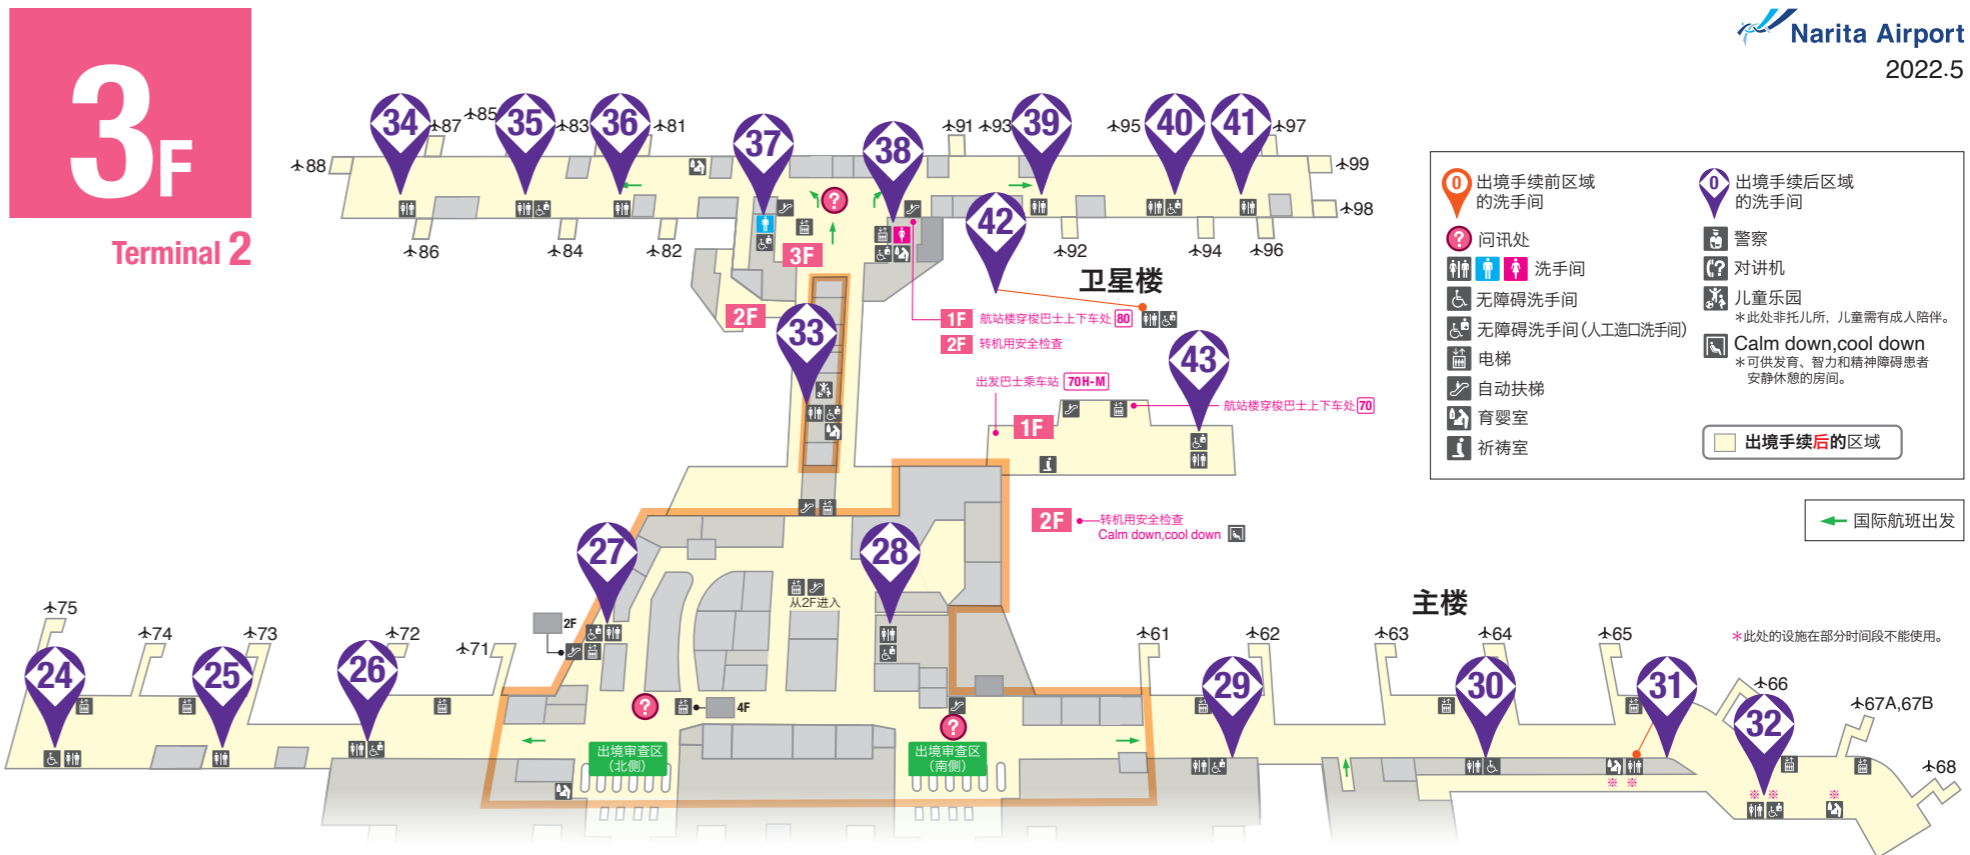 3F
Terminal 2
Narita Airport
2022.5
34
87
85
35
83
36
81
37
38
91
93
39
95
40
41
97
88
99
98
86
84
82
92
94
96
?
3F
42
卫星楼
2F
1F 航站楼穿梭巴士上下车处 80
2F 转机用安全检查
33
43
出发巴士乘车站 70H-M
航站楼穿梭巴士上下车处 70
1F
2F 转机用安全检查
Calm down,cool down
0 出境手续前区域
的洗手间
? 问讯处
洗手间
无障碍洗手间
无障碍洗手间(人工造口洗手间)
电梯
自动扶梯
育婴室
祈祷室
0 出境手续后区域
的洗手间
警察
对讲机
儿童乐园
*此处非托儿所，儿童需有成人陪伴。
Calm down,cool down
*可供发育、智力和精神障碍患者
安静休憩的房间。
出境手续后的区域
国际航班出发
27
28
从2F进入
2F
主楼
75
74
73
72
71
61
62
63
64
65
*此处的设施在部分时间段不能使用。
24
25
26
29
30
31
66
32
67A,67B
68
?
4F
?
出境审查区
（北侧）
出境审查区
（南侧）
※ ※
※ ※ ※